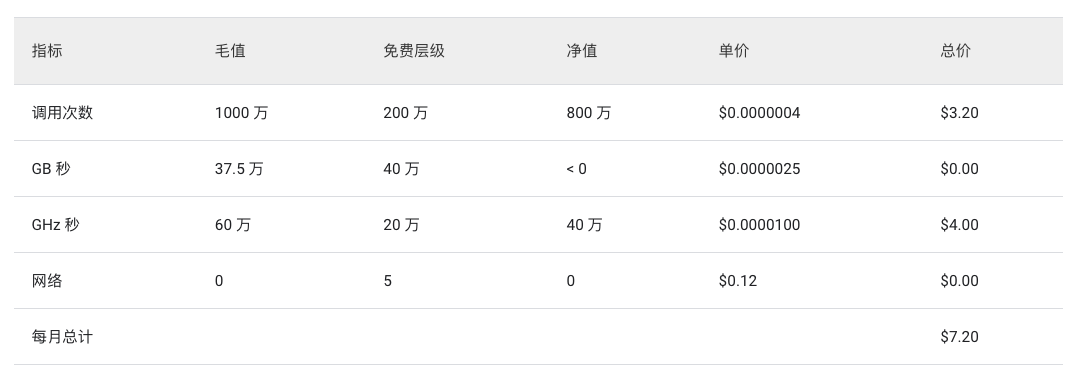 指标 毛值 免费层级 净值 单价 总价
调用次数 1000 万 200 万 800 万 $0.0000004 $3.20
GB 秒 37.5 万 40 万 < 0 $0.0000025 $0.00
GHz 秒 60 万 20 万 40 万 $0.0000100 $4.00
网络 0 5 0 $0.12 $0.00
每月总计 $7.20